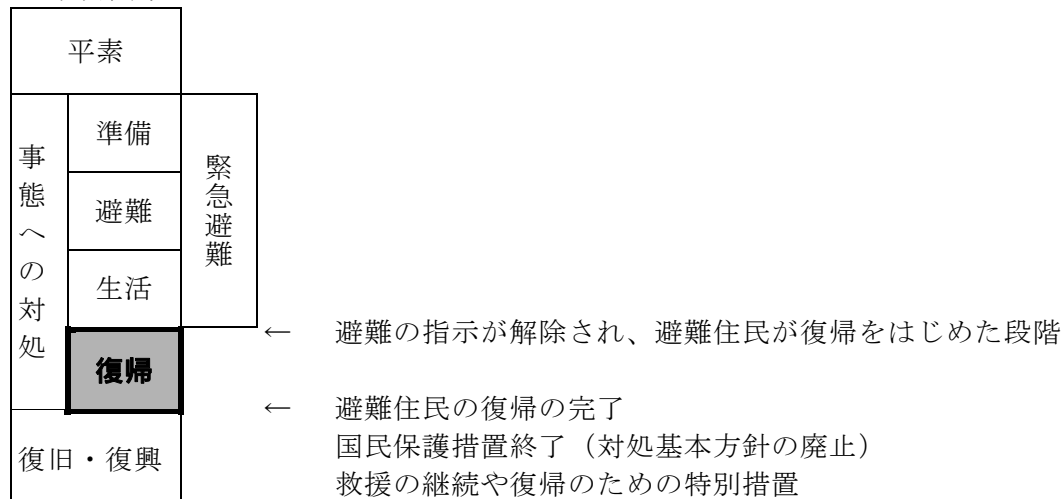 平素
事態への対処
準備
避難
生活
復帰
緊急避難
← 避難の指示が解除され、避難住民が復帰をはじめた段階
← 避難住民の復帰の完了
国民保護措置終了(対処基本方針の廃止)
救援の継続や復帰のための特別措置
復旧・復興